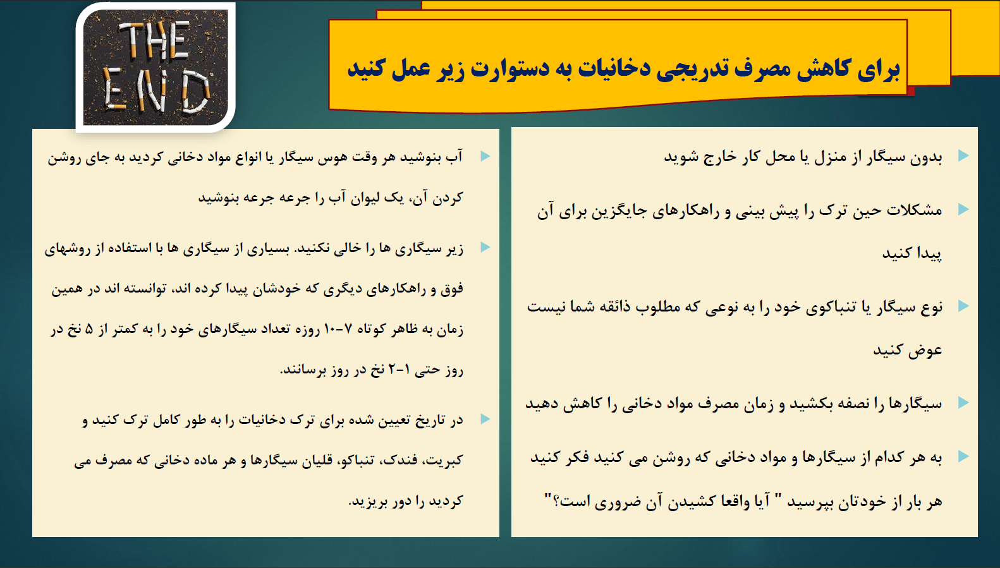 THE
END
برای کاهش مصرف تدریجی دخانیات به دستوارت زیر عمل کنید
بدون سیگار از منزل یا محل کار خارج شوید
مشکلات حین ترک را پیش بینی و راهکارهای جایگزین برای آن
پیدا کنید
نوع سیگار یا تنباکوی خود را به نوعی که مطلوب ذائقه شما نیست
عوض کنید
سیگارها را نصفه بکشید و زمان مصرف مواد دخانی را کاهش دهید
به هر کدام از سیگارها و مواد دخانی که روشن می کنید فکر کنید
هر بار از خودتان بپرسید " آیا واقعا کشیدن آن ضروری است؟"
آب بنوشید هر وقت هوس سیگار یا انواع مواد دخانی کردید به جای روشن
کردن آن، یک لیوان آب را جرعه جرعه بنوشید
زیر سیگاری ها را خالی نکنید. بسیاری از سیگاری ها با استفاده از روشهای
فوق و راهکارهای دیگری که خودشان پیدا کرده اند، توانسته اند در همین
زمان به ظاهر کوتاه ۷-۱۰ روزه تعداد سیگارهای خود را به کمتر از ۵ نخ در
روز حتی ۱-۲ نخ در روز برسانند.
در تاریخ تعیین شده برای ترک دخانیات را به طور کامل ترک کنید و
کبریت، فندک، تنباکو، قلیان سیگارها و هر ماده دخانی که مصرف می
کردید را دور بریزید.